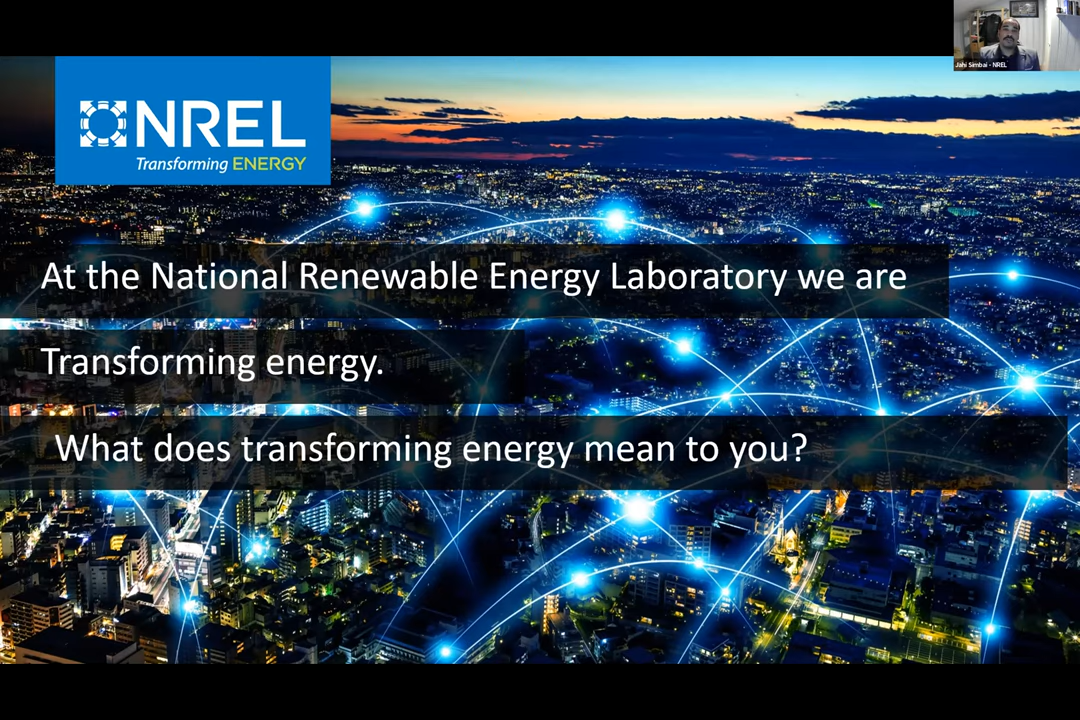 Jahi Simbai - NREL
NREL
Transforming ENERGY
At the National Renewable Energy Laboratory we are
Transforming energy.
What does transforming energy mean to you?